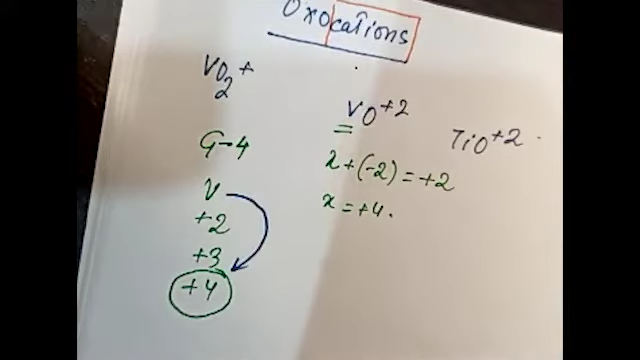 Oxocations
VO2+
VO+2
TiO+2
G-4
x+(-2)=+2
V
x=+4.
+2
+3
+4